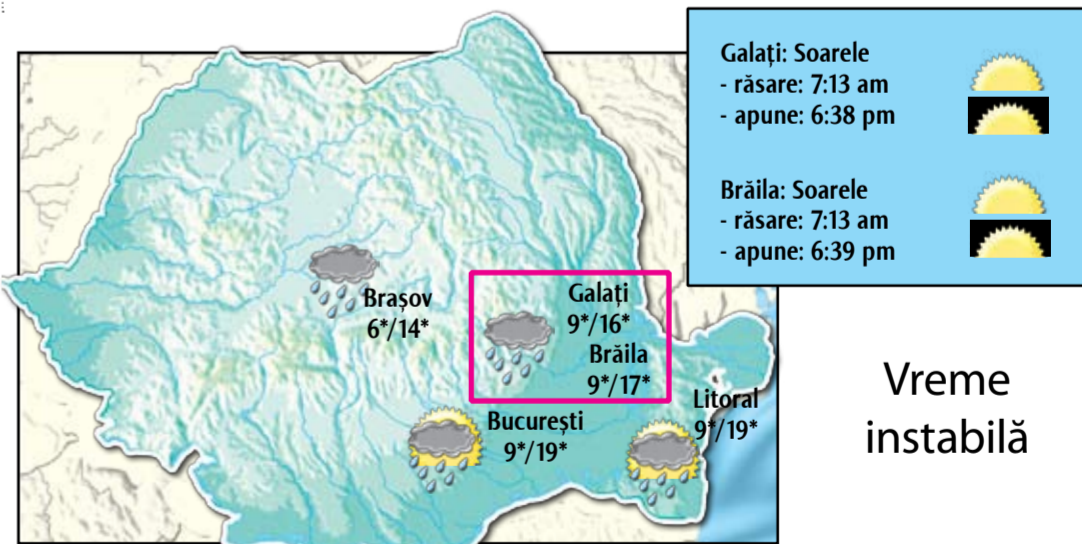 Galați: Soarele
- răsare: 7:13 am
- apune: 6:38 pm
Brăila: Soarele
- răsare: 7:13 am
- apune: 6:39 pm
Brașov
6*/14*
Galați
9*/16*
Brăila
9*/17*
București
9*/19*
Litoral
9*/19*
Vreme
instabilă